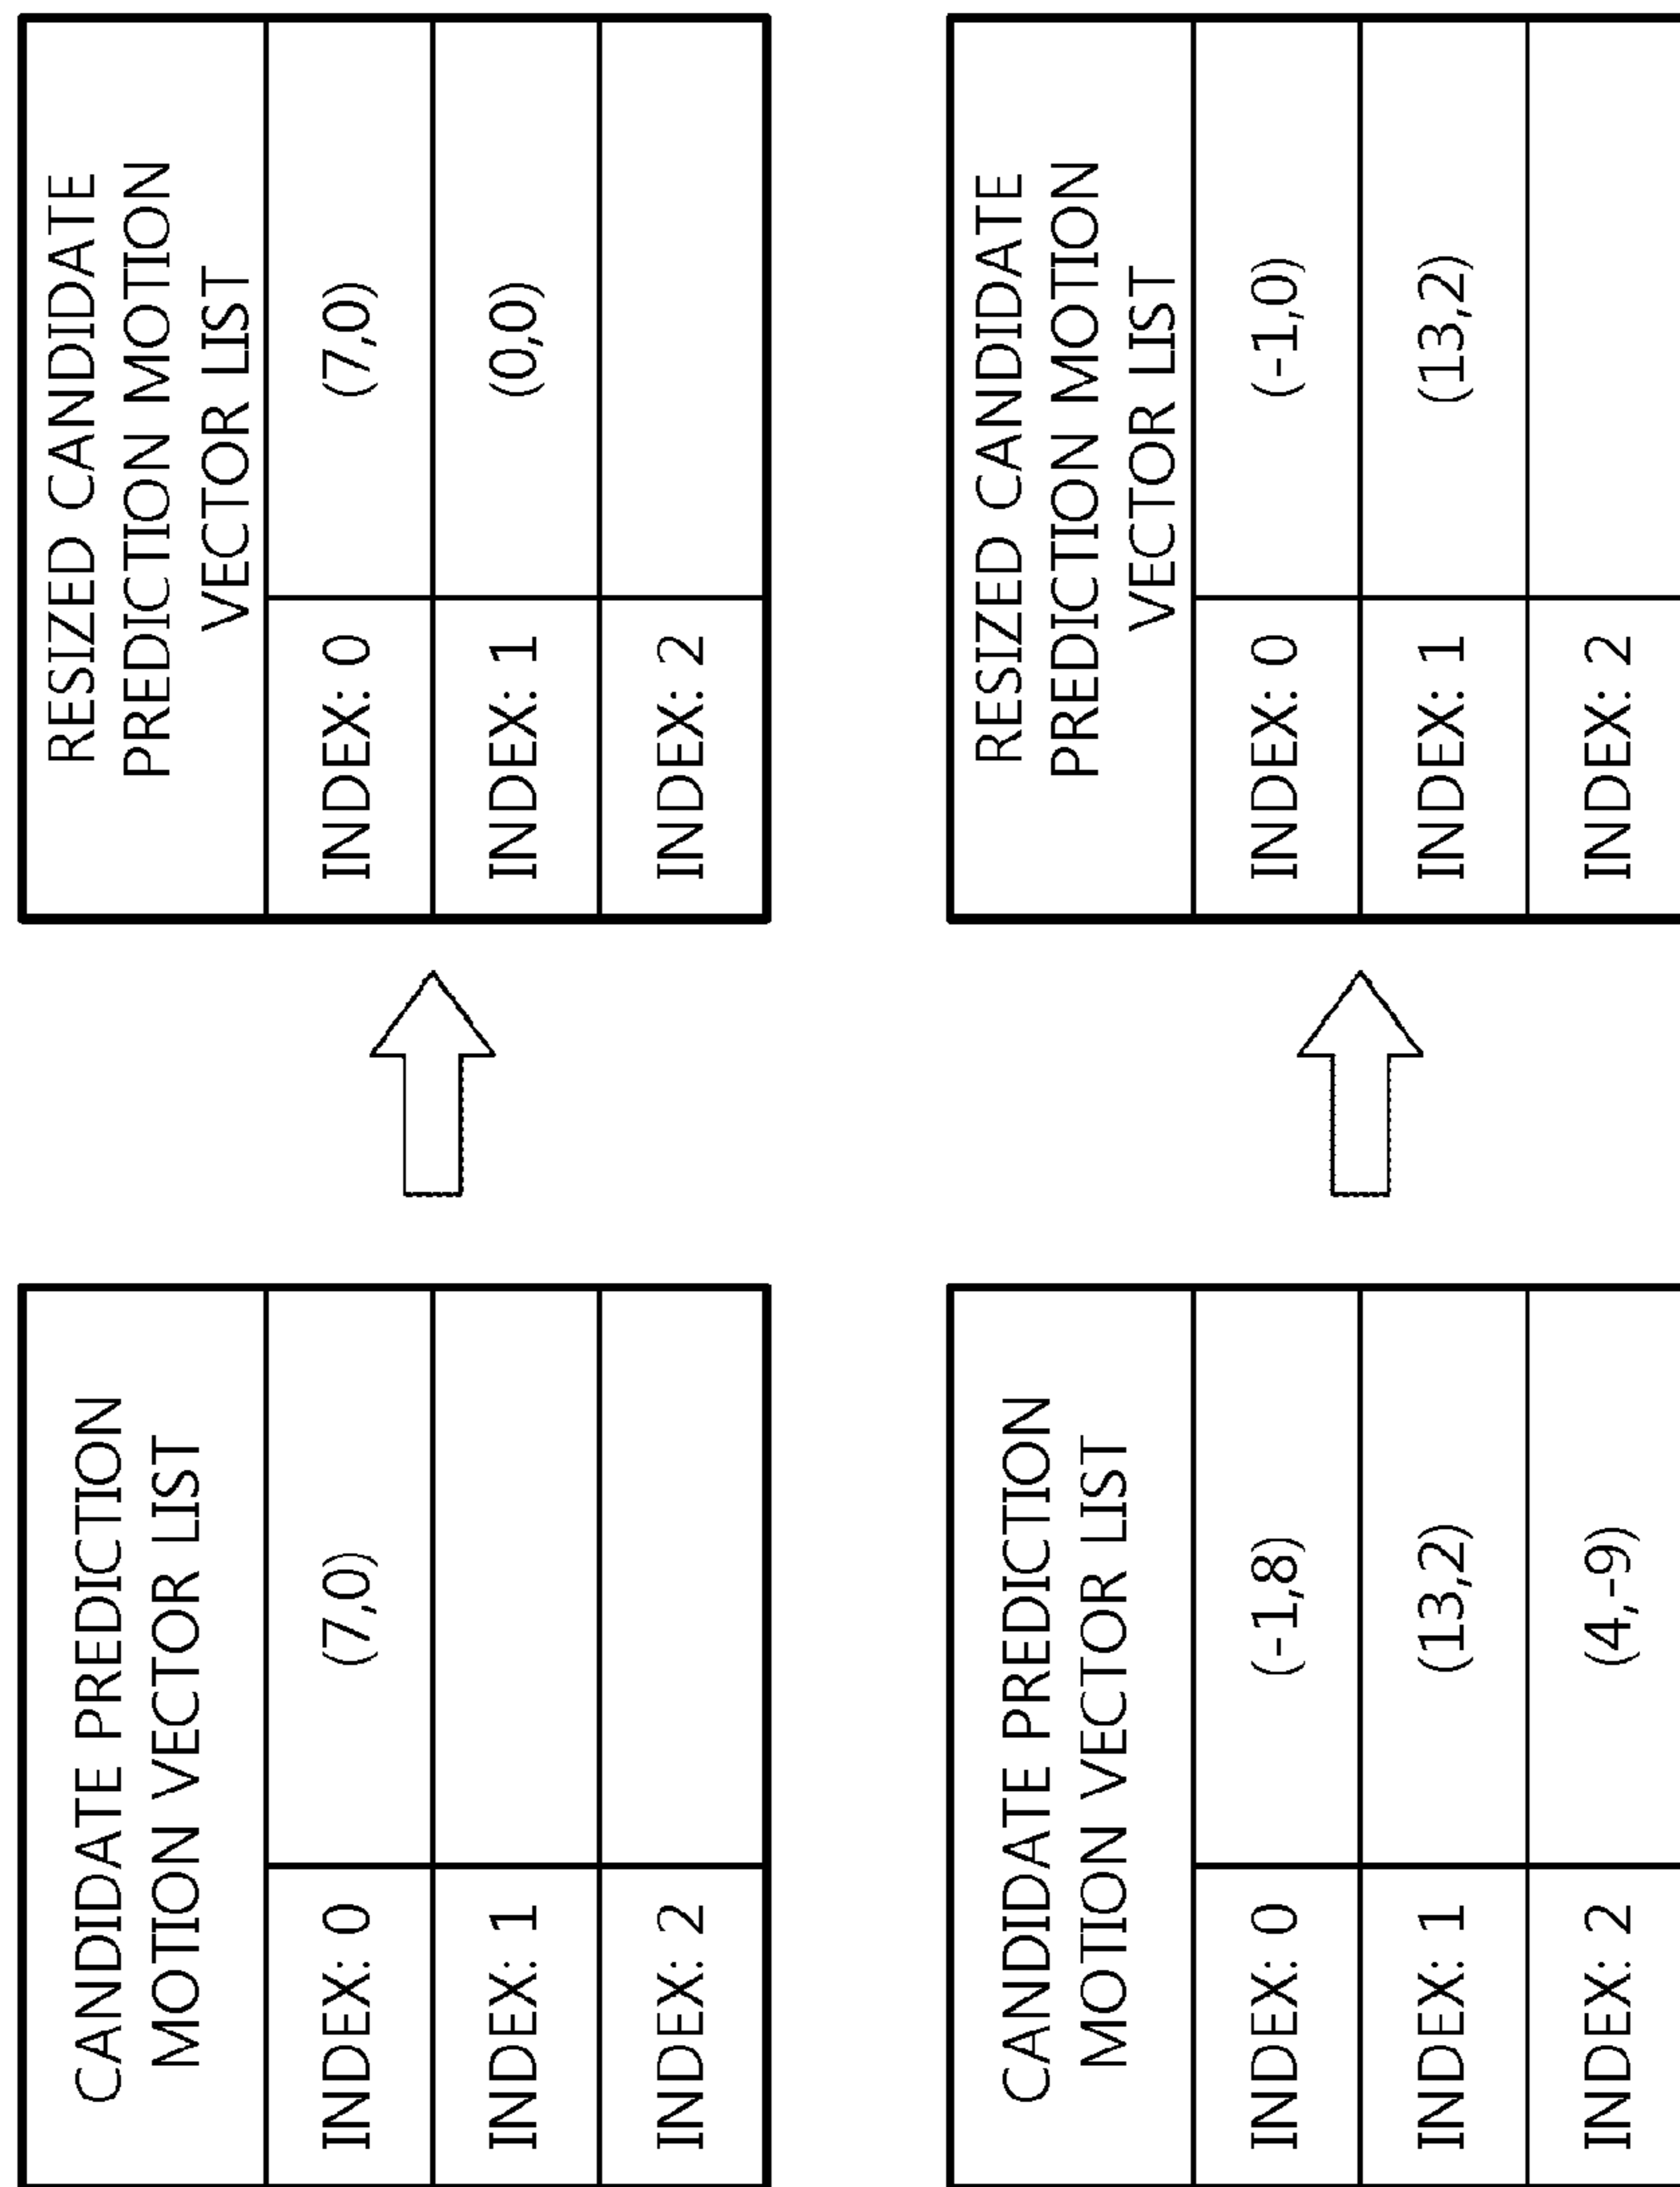 CANDIDATE PREDICTION
MOTION VECTOR LIST
INDEX: 0 (7,0)
INDEX: 1
INDEX: 2
RESIZED CANDIDATE
PREDICTION MOTION
VECTOR LIST
INDEX: 0 (7,0)
INDEX: 1 (0,0)
INDEX: 2
CANDIDATE PREDICTION
MOTION VECTOR LIST
INDEX: 0 (-1,8)
INDEX: 1 (13,2)
INDEX: 2 (4,-9)
RESIZED CANDIDATE
PREDICTION MOTION
VECTOR LIST
INDEX: 0 (-1,0)
INDEX: 1 (13,2)
INDEX: 2